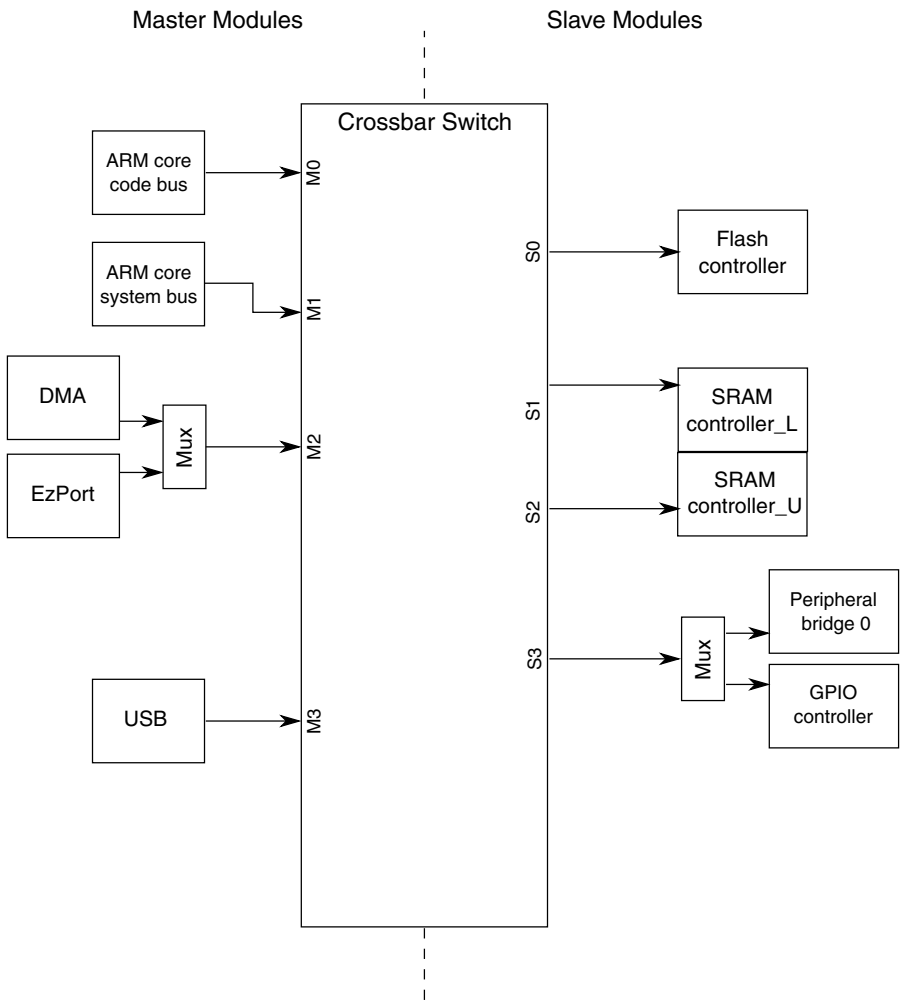 Master Modules
Slave Modules
Crossbar Switch
ARM core
code bus
M0
ARM core
system bus
M1
DMA
EzPort
Mux
M2
USB
M3
S0
Flash
controller
S1
SRAM
controller_L
S2
SRAM
controller_U
S3
Mux
Peripheral
bridge 0
GPIO
controller